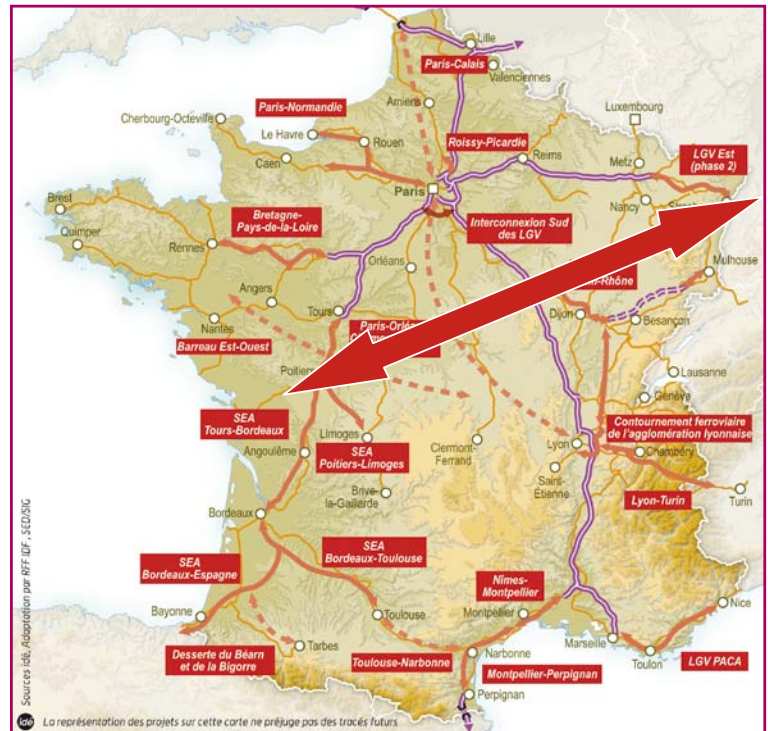 Lille
Paris-Calais
Valenciennes
Amiens
Paris-Normandie
Cherbourg-Octeville
Le Havre
Rouen
Luxembourg
Roissy-Picardie
Caen
Reims
Metz
LGV Est
(phase 2)
Paris
Brest
Nancy
Bretagne-
Pays-de-la-Loire
Interconnexion Sud
des LGV
Quimper
Rennes
Orléans
Mulhouse
Angers
Tours
Dijon
Besançon
Nantes
Barreau Est-Ouest
Poitiers
Lausanne
Genève
SEA
Tours-Bordeaux
Limoges
Angoulême
SEA
Poitiers-Limoges
Clermont-
Ferrand
Lyon
Contournement ferroviaire
de l'agglomération lyonnaise
Chambéry
Saint-
Étienne
Brive-
la-Gaillarde
Lyon-Turin
Turin
Bordeaux
SEA
Bordeaux-Espagne
SEA
Bordeaux-Toulouse
Nîmes-
Montpellier
Bayonne
Toulouse
Montpellier
Nice
Marseille
Desserte du Béarn
et de la Bigorre
Tarbes
Toulouse-Narbonne
Narbonne
Toulon
LGV PACA
Montpellier-Perpignan
Perpignan
Sources idé, Adaptation par RFF IDF, SED/SIG
idé La représentation des projets sur cette carte ne préjuge pas des tracés futurs